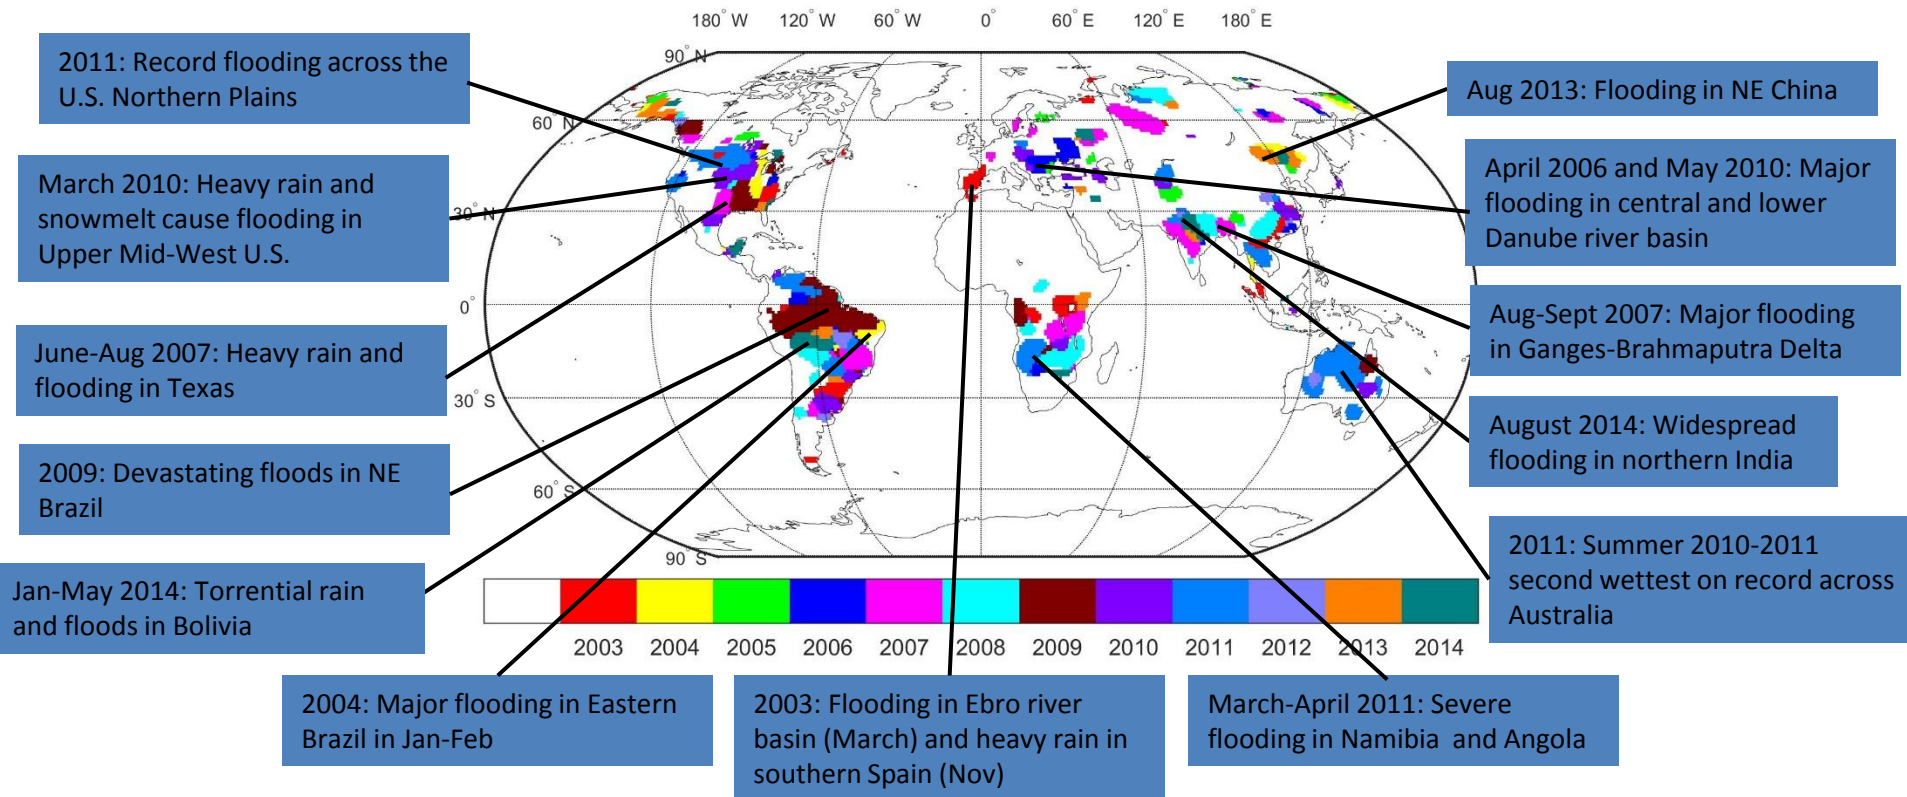 180° W 120° W 60° W 0° 60° E 120° E 180° E
90° N
60° N
30° N
0°
30° S
60° S
90° S
2011: Record flooding across the
U.S. Northern Plains
March 2010: Heavy rain and
snowmelt cause flooding in
Upper Mid-West U.S.
June-Aug 2007: Heavy rain and
flooding in Texas
2009: Devastating floods in NE
Brazil
Jan-May 2014: Torrential rain
and floods in Bolivia
Aug 2013: Flooding in NE China
April 2006 and May 2010: Major
flooding in central and lower
Danube river basin
Aug-Sept 2007: Major flooding
in Ganges-Brahmaputra Delta
August 2014: Widespread
flooding in northern India
2011: Summer 2010-2011
second wettest on record across
Australia
2003 2004 2005 2006 2007 2008 2009 2010 2011 2012 2013 2014
2004: Major flooding in Eastern
Brazil in Jan-Feb
2003: Flooding in Ebro river
basin (March) and heavy rain in
southern Spain (Nov)
March-April 2011: Severe
flooding in Namibia and Angola